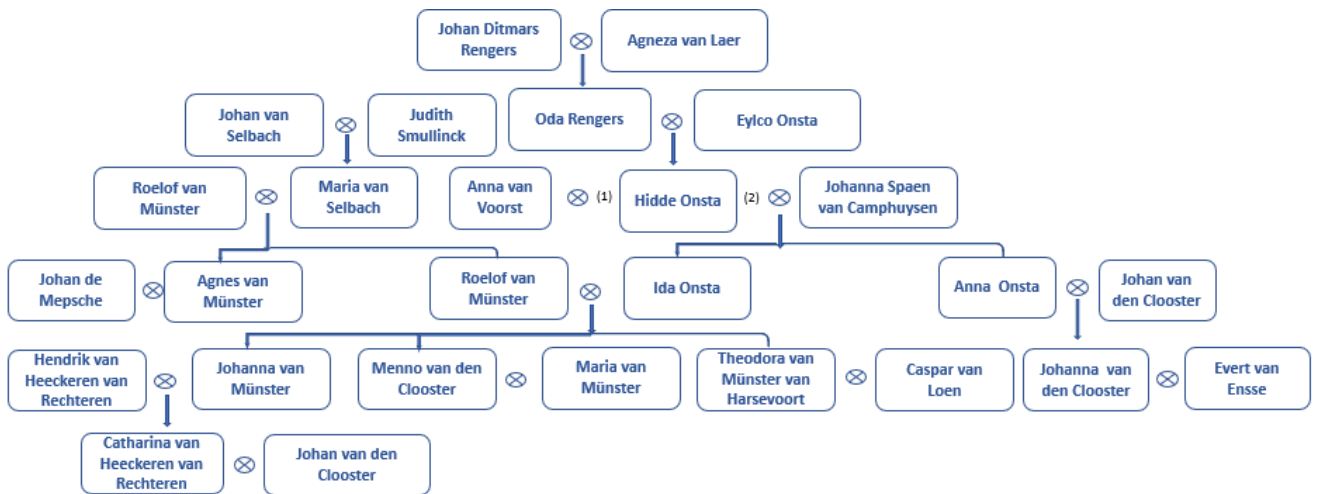 Johan Ditmars
Rengers
Agneza van Laer
Johan van
Selbach
Judith
Smullinck
Oda Rengers
Eylco Onsta
Roelof van
Münster
Maria van
Selbach
Anna van
Voorst
(1)
Hidde Onsta
(2)
Johanna Spaen
van Camphuysen
Johan de
Mepsche
Agnes van
Münster
Roelof van
Münster
Ida Onsta
Anna Onsta
Johan van
den Clooster
Hendrik van
Heeckeren van
Rechteren
Johanna van
Münster
Menno van den
Clooster
Maria van
Münster
Theodora van
Münster van
Harsevoort
Caspar van
Loen
Johanna van
den Clooster
Evert van
Ensse
Catharina van
Heeckeren van
Rechteren
Johan van den
Clooster